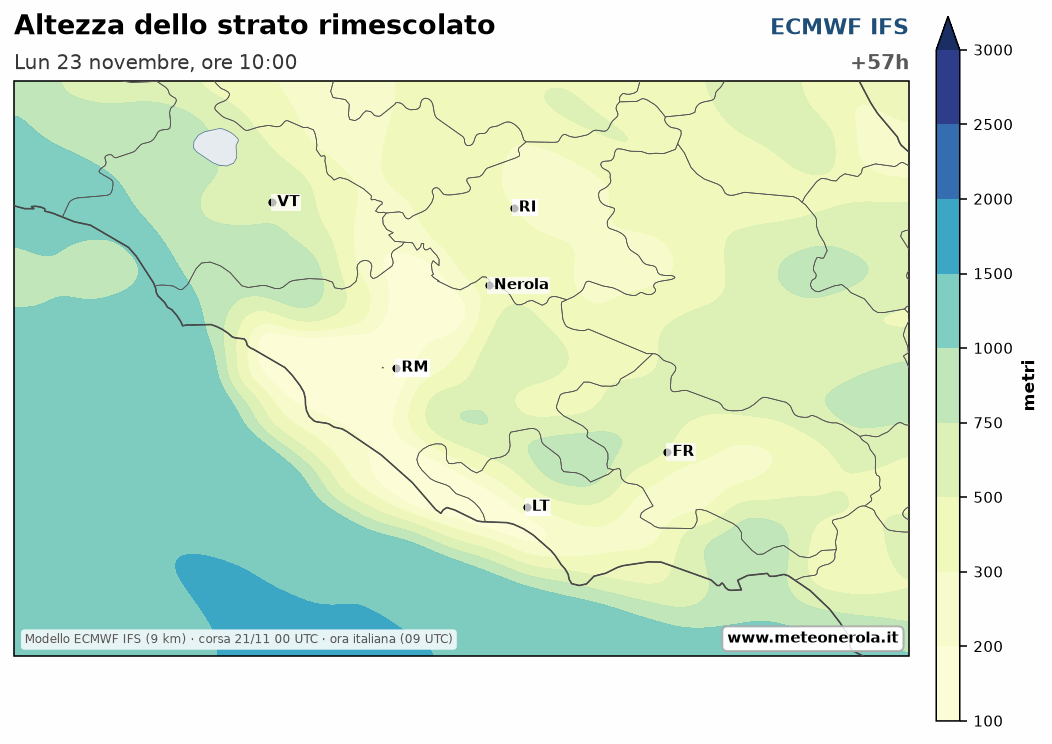 Altezza dello strato rimescolato
ECMWF IFS
Lun 23 novembre, ore 10:00
+57h
VT
RI
Nerola
RM
FR
LT
Modello ECMWF IFS (9 km) · corsa 21/11 00 UTC · ora italiana (09 UTC)
www.meteonerola.it
3000
2500
2000
1500
1000
750
500
300
200
100
metri